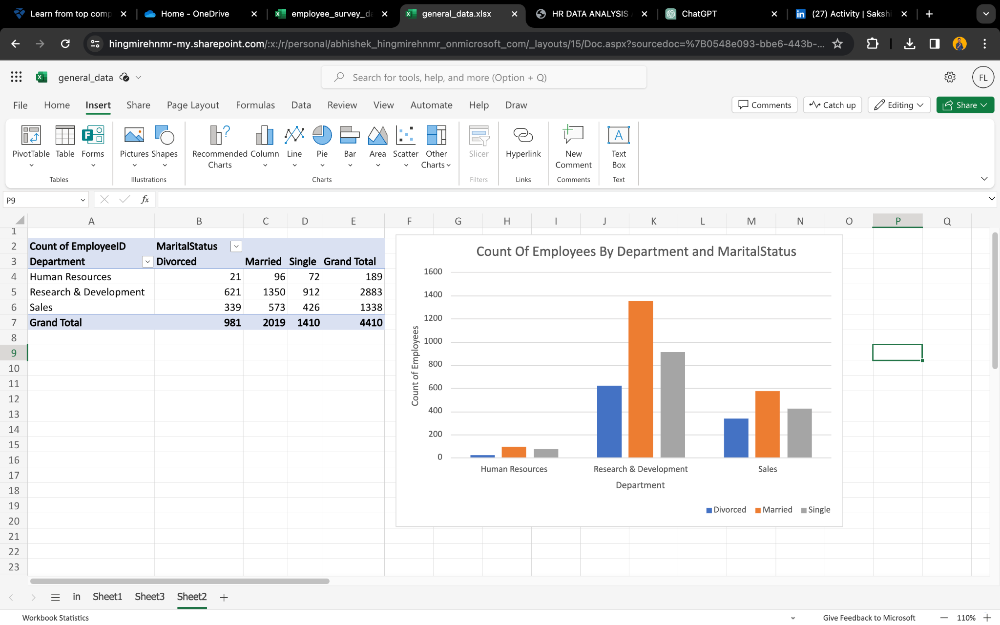 Learn from top comp
Home - OneDrive
employee_survey_da
general_data.xlsx
HR DATA ANALYSIS
ChatGPT
(27) Activity | Sakshi
hingmirehnmr-my.sharepoint.com/:x:/r/personal/abhishek_hingmirehnmr_onmicrosoft_com/_layouts/15/Doc.aspx?sourcedoc=%7B0548e093-bbe6-443b-...
general_data
Search for tools, help, and more (Option + Q)
FL
File Home Insert Share Page Layout Formulas Data Review View Automate Help Draw
Comments Catch up Editing Share
PivotTable Table Forms Pictures Shapes Recommended Charts Column Line Pie Bar Area Scatter Other Charts Slicer Hyperlink New Comment Text Box
Tables Illustrations Charts Filters Links Comments Text
P9
fx
A B C D E F G H I J K L M N O P Q
1
2 Count of EmployeeID MaritalStatus
3 Department Divorced Married Single Grand Total
4 Human Resources 21 96 72 189
5 Research & Development 621 1350 912 2883
6 Sales 339 573 426 1338
7 Grand Total 981 2019 1410 4410
8
9
10
11
12
13
14
15
16
17
18
19
20
21
22
23
Count Of Employees By Department and MaritalStatus
Count of Employees
1600
1400
1200
1000
800
600
400
200
0
Human Resources Research & Development Sales
Department
Divorced Married Single
in Sheet1 Sheet3 Sheet2
Workbook Statistics
Give Feedback to Microsoft
110%